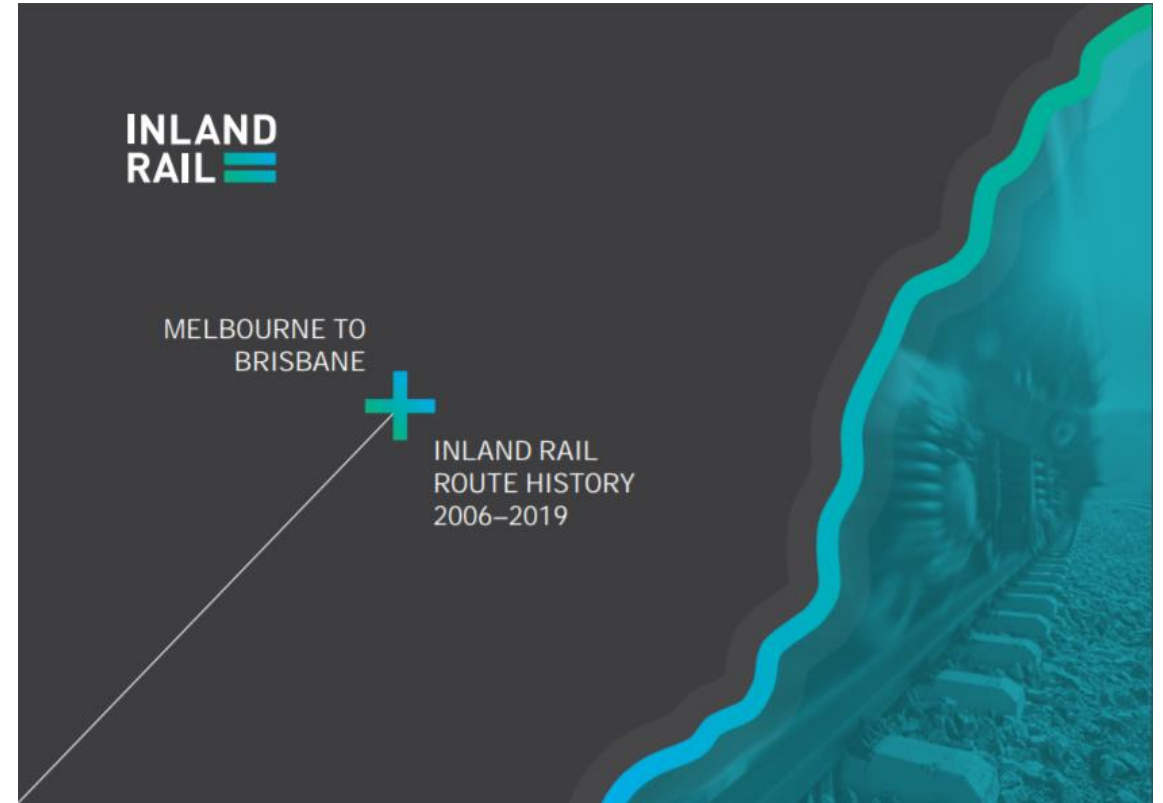 INLAND
RAIL
MELBOURNE TO
BRISBANE
INLAND RAIL
ROUTE HISTORY
2006–2019